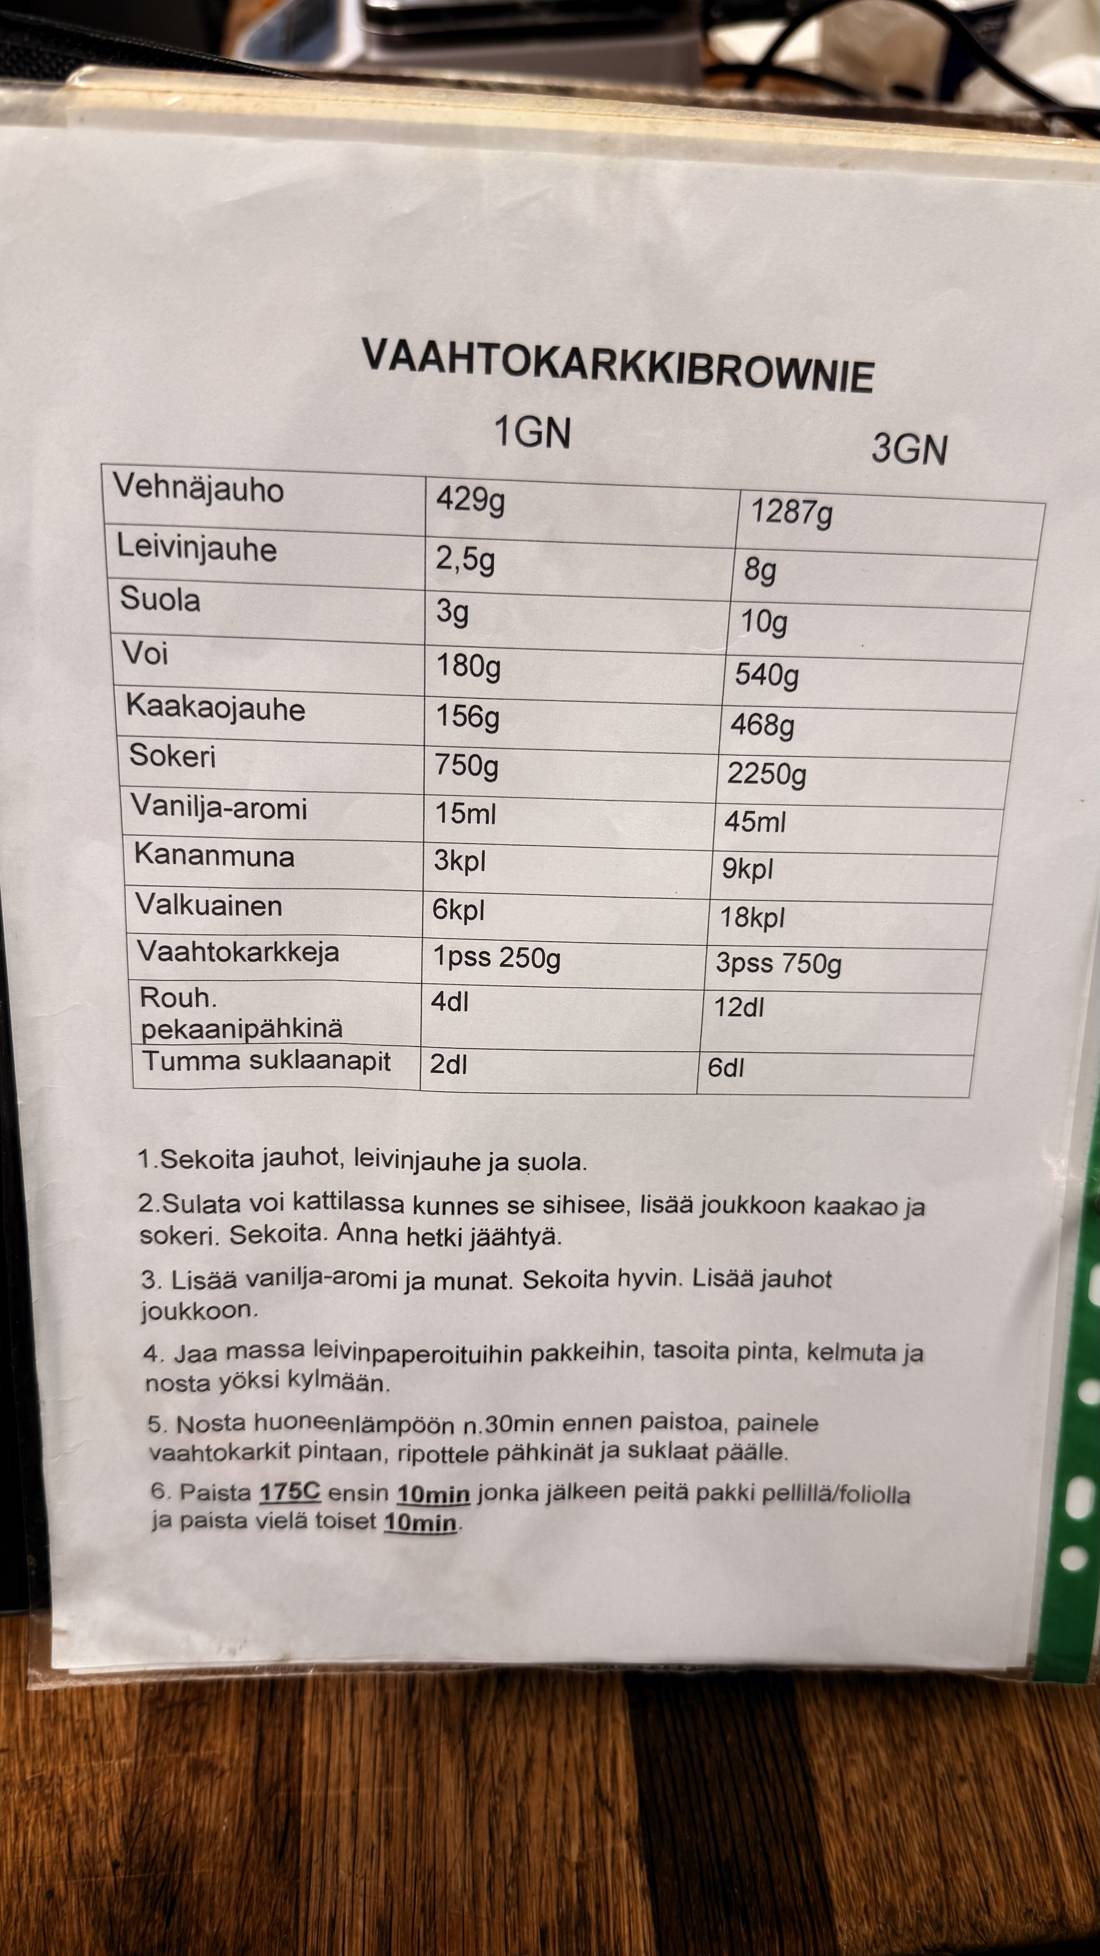 VAAHTOKARKKIBROWNIE
1GN 3GN
Vehnäjauho 429g 1287g
Leivinjauhe 2,5g 8g
Suola 3g 10g
Voi 180g 540g
Kaakaojauhe 156g 468g
Sokeri 750g 2250g
Vanilja-aromi 15ml 45ml
Kananmuna 3kpl 9kpl
Valkuainen 6kpl 18kpl
Vaahtokarkkeja 1pss 250g 3pss 750g
Rouh. 4dl 12dl
pekaanipähkinä
Tumma suklaanapit 2dl 6dl
1.Sekoita jauhot, leivinjauhe ja suola.
2.Sulata voi kattilassa kunnes se sihisee, lisää joukkoon kaakao ja
sokeri. Sekoita. Anna hetki jäähtyä.
3. Lisää vanilja-aromi ja munat. Sekoita hyvin. Lisää jauhot
joukkoon.
4. Jaa massa leivinpaperoituihin pakkeihin, tasoita pinta, kelmuta ja
nosta yöksi kylmään.
5. Nosta huoneenlämpöön n.30min ennen paistoa, painele
vaahtokarkit pintaan, ripottele pähkinät ja suklaat päälle.
6. Paista 175C ensin 10min jonka jälkeen peitä pakki pellillä/foliolla
ja paista vielä toiset 10min.